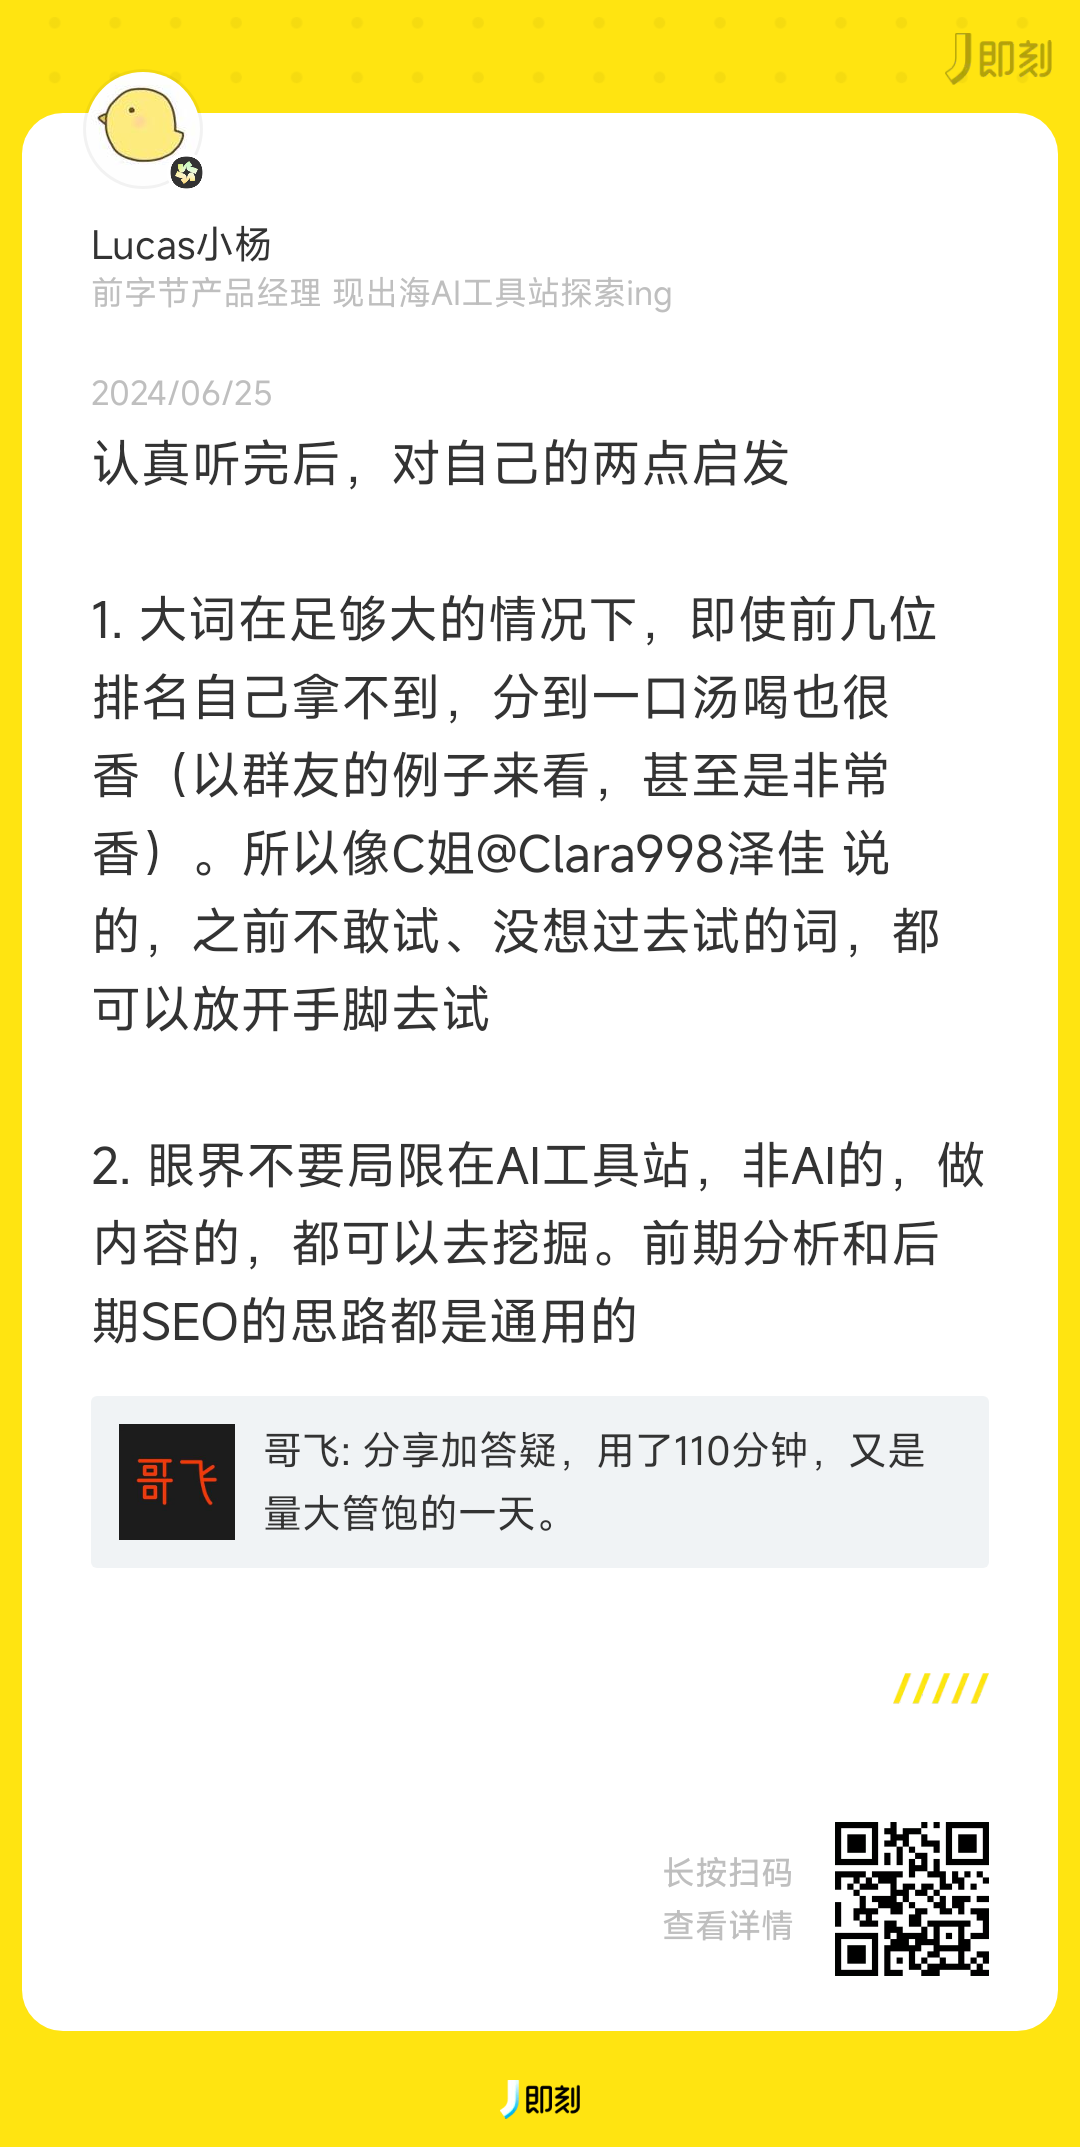 即刻
Lucas小杨
前字节产品经理 现出海AI工具站探索ing
2024/06/25
认真听完后，对自己的两点启发
1. 大词在足够大的情况下，即使前几位
排名自己拿不到，分到一口汤喝也很
香（以群友的例子来看，甚至是非常
香）。所以像C姐@Clara998泽佳 说
的，之前不敢试、没想过去试的词，都
可以放开手脚去试
2. 眼界不要局限在AI工具站，非AI的，做
内容的，都可以去挖掘。前期分析和后
期SEO的思路都是通用的
哥飞
哥飞: 分享加答疑，用了110分钟，又是
量大管饱的一天。
长按扫码
查看详情
即刻